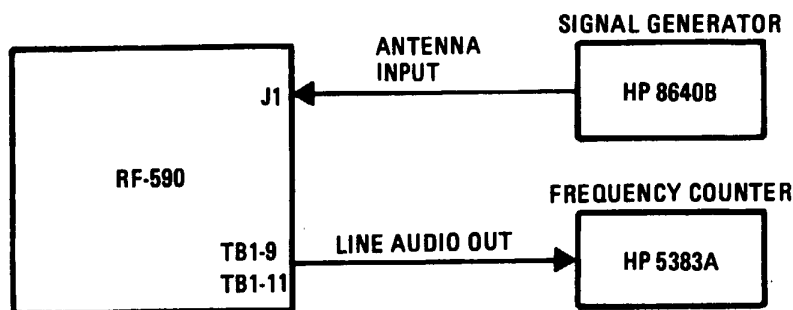 SIGNAL GENERATOR
ANTENNA
INPUT
J1
HP 8640B
RF-590
FREQUENCY COUNTER
TB1-9
LINE AUDIO OUT
HP 5383A
TB1-11